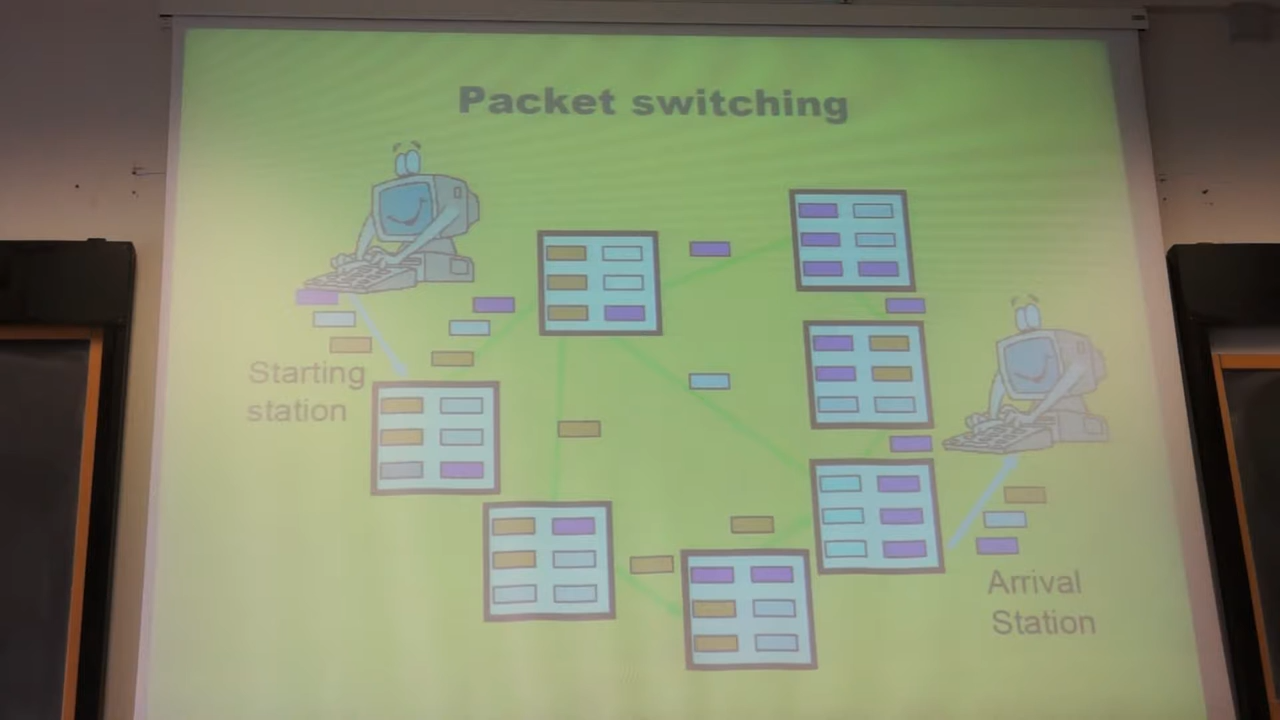 Packet switching
Starting
station
Arrival
Station